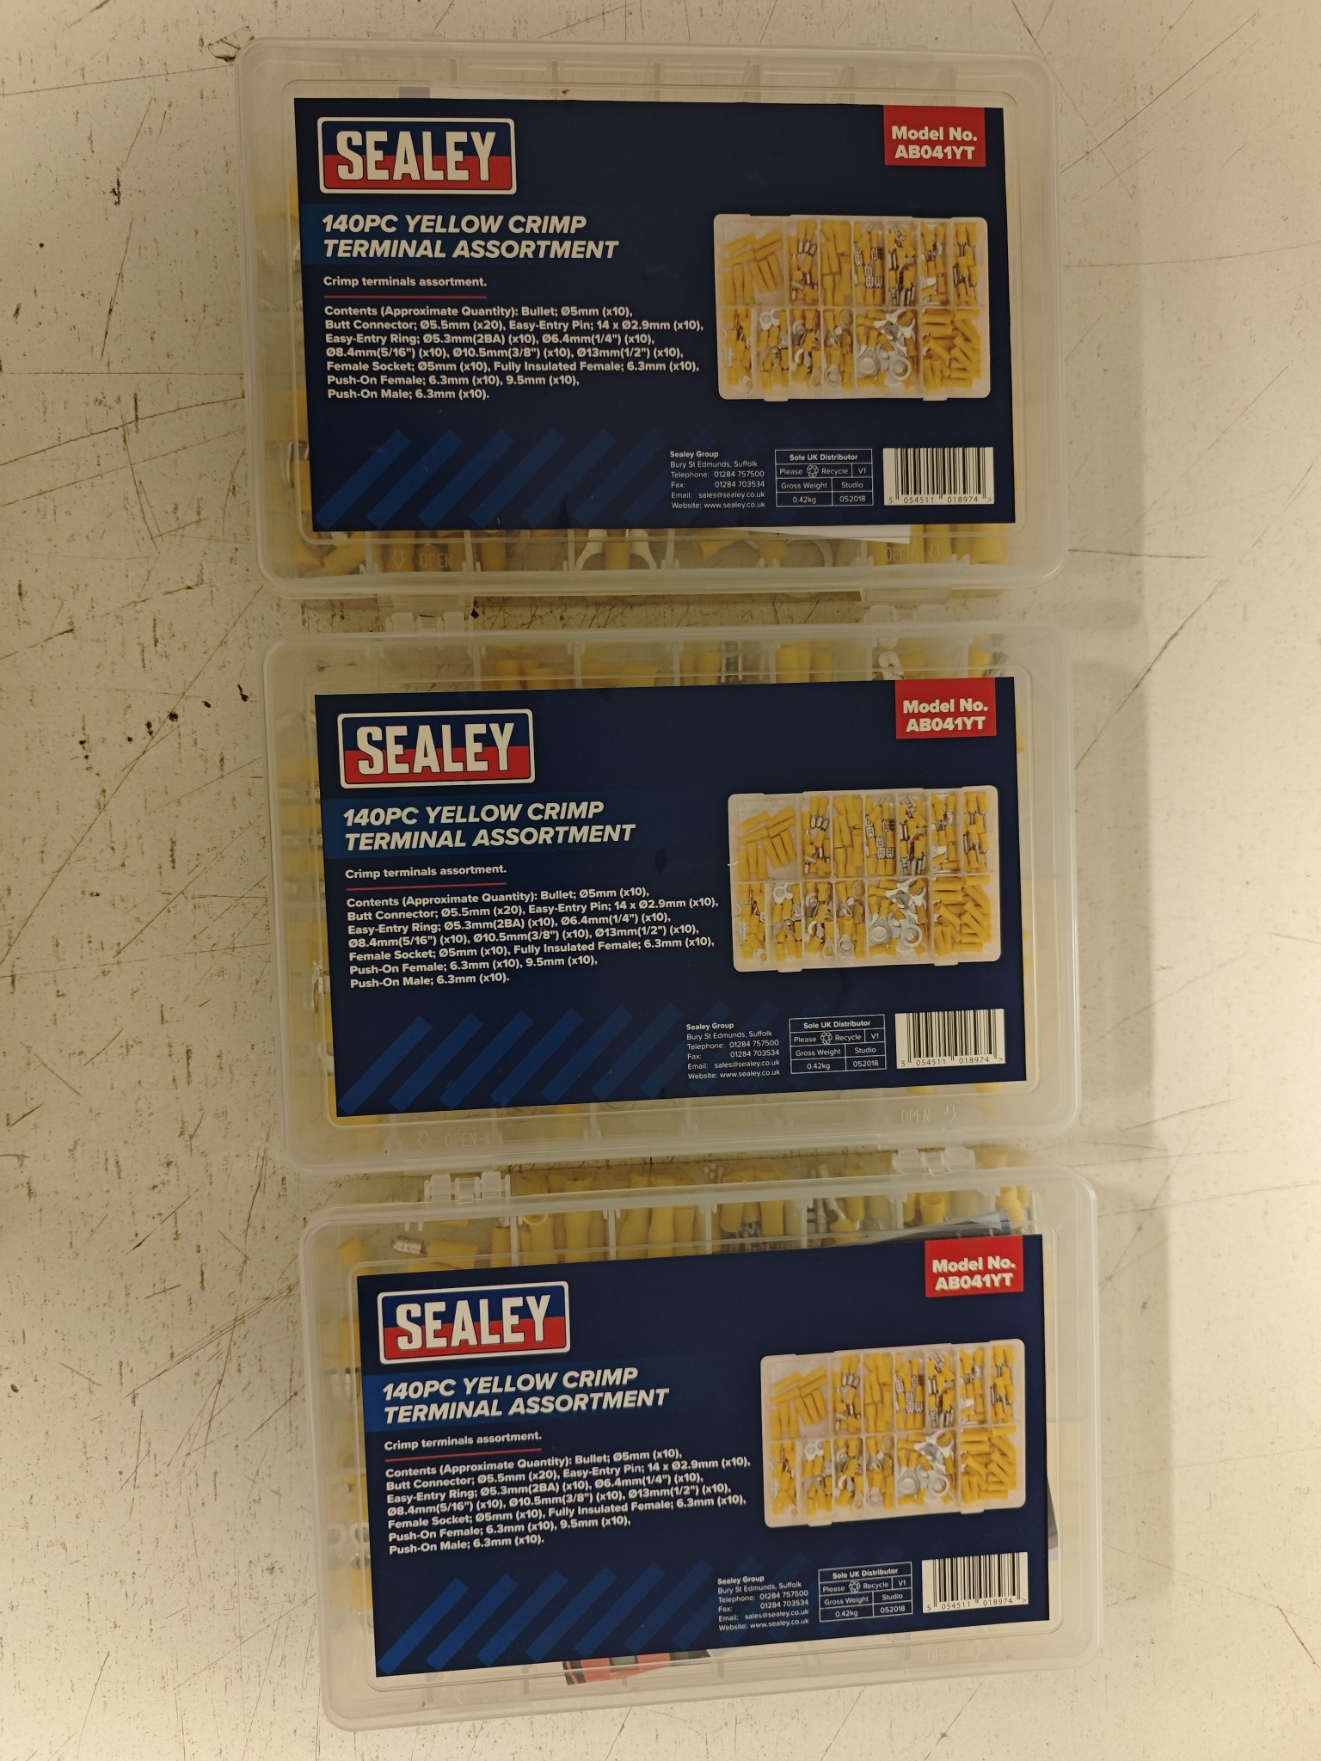 SEALEY
Model No.
AB041YT
140PC YELLOW CRIMP
TERMINAL ASSORTMENT
Crimp terminals assortment.
Contents (Approximate Quantity): Bullet; Ø5mm (x10),
Butt Connector; Ø5.5mm (x20), Easy-Entry Pin; 14 x Ø2.9mm (x10),
Easy-Entry Ring; Ø5.3mm(2BA) (x10), Ø6.4mm(1/4") (x10),
Ø8.4mm(5/16") (x10), Ø10.5mm(3/8") (x10), Ø13mm(1/2") (x10),
Female Socket; Ø5mm (x10), Fully Insulated Female; 6.3mm (x10),
Push-On Female; 6.3mm (x10), 9.5mm (x10),
Push-On Male; 6.3mm (x10).
Sealey Group
Bury St Edmunds, Suffolk
Telephone: 01284 757500
Fax: 01284 703534
Email: sales@sealey.co.uk
Website: www.sealey.co.uk
Sole UK Distributor
Please Recycle V1
Gross Weight Studio
0.42kg 052018
5 054511 018974 >
OPEN OPEN
SEALEY
Model No.
AB041YT
140PC YELLOW CRIMP
TERMINAL ASSORTMENT
Crimp terminals assortment.
Contents (Approximate Quantity): Bullet; Ø5mm (x10),
Butt Connector; Ø5.5mm (x20), Easy-Entry Pin; 14 x Ø2.9mm (x10),
Easy-Entry Ring; Ø5.3mm(2BA) (x10), Ø6.4mm(1/4") (x10),
Ø8.4mm(5/16") (x10), Ø10.5mm(3/8") (x10), Ø13mm(1/2") (x10),
Female Socket; Ø5mm (x10), Fully Insulated Female; 6.3mm (x10),
Push-On Female; 6.3mm (x10), 9.5mm (x10),
Push-On Male; 6.3mm (x10).
Sealey Group
Bury St Edmunds, Suffolk
Telephone: 01284 757500
Fax: 01284 703534
Email: sales@sealey.co.uk
Website: www.sealey.co.uk
Sole UK Distributor
Please Recycle V1
Gross Weight Studio
0.42kg 052018
5 054511 018974 >
OPEN OPEN
SEALEY
Model No.
AB041YT
140PC YELLOW CRIMP
TERMINAL ASSORTMENT
Crimp terminals assortment.
Contents (Approximate Quantity): Bullet; Ø5mm (x10),
Butt Connector; Ø5.5mm (x20), Easy-Entry Pin; 14 x Ø2.9mm (x10),
Easy-Entry Ring; Ø5.3mm(2BA) (x10), Ø6.4mm(1/4") (x10),
Ø8.4mm(5/16") (x10), Ø10.5mm(3/8") (x10), Ø13mm(1/2") (x10),
Female Socket; Ø5mm (x10), Fully Insulated Female; 6.3mm (x10),
Push-On Female; 6.3mm (x10), 9.5mm (x10),
Push-On Male; 6.3mm (x10).
Sealey Group
Bury St Edmunds, Suffolk
Telephone: 01284 757500
Fax: 01284 703534
Email: sales@sealey.co.uk
Website: www.sealey.co.uk
Sole UK Distributor
Please Recycle V1
Gross Weight Studio
0.42kg 052018
5 054511 018974 >
OPEN